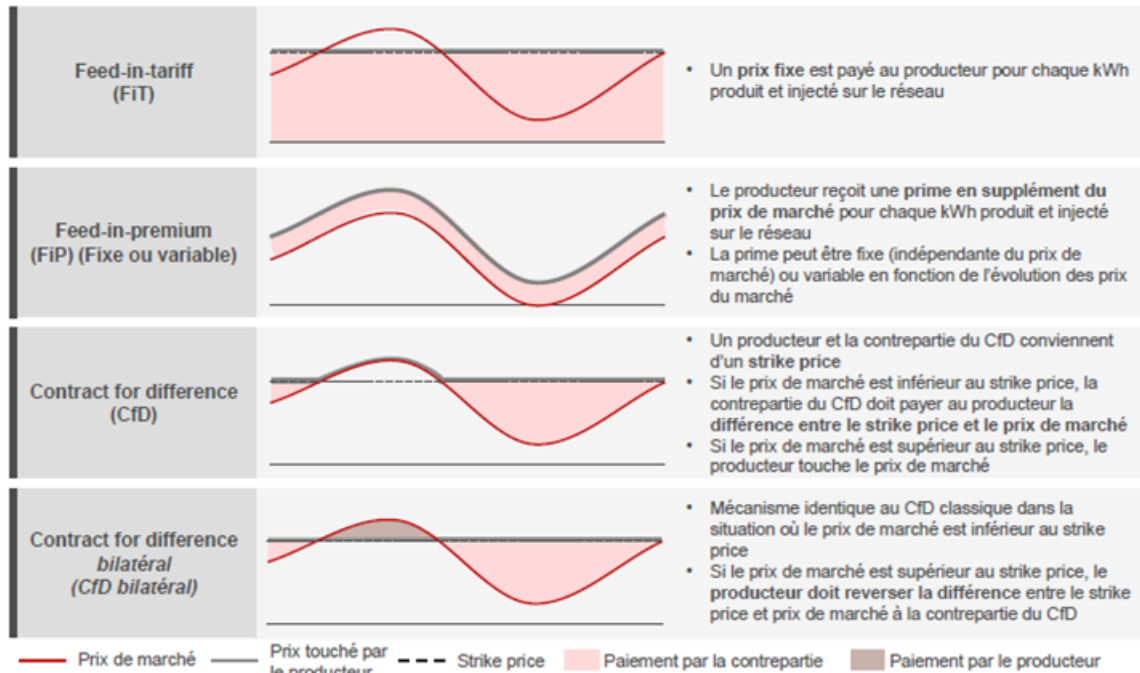 Feed-in-tariff
(FiT)
• Un prix fixe est payé au producteur pour chaque kWh
produit et injecté sur le réseau
Feed-in-premium
(FiP) (Fixe ou variable)
• Le producteur reçoit une prime en supplément du
prix de marché pour chaque kWh produit et injecté
sur le réseau
• La prime peut être fixe (indépendante du prix de
marché) ou variable en fonction de l'évolution des prix
du marché
Contract for difference
(CfD)
• Un producteur et la contrepartie du CfD conviennent
d'un strike price
• Si le prix de marché est inférieur au strike price, la
contrepartie du CfD doit payer au producteur la
différence entre le strike price et le prix de marché
• Si le prix de marché est supérieur au strike price, le
producteur touche le prix de marché
Contract for difference
bilatéral
(CfD bilatéral)
• Mécanisme identique au CfD classique dans la
situation où le prix de marché est inférieur au strike
price
• Si le prix de marché est supérieur au strike price, le
producteur doit reverser la différence entre le strike
price et prix de marché à la contrepartie du CfD
Prix de marché
Prix touché par
le producteur
Strike price
Paiement par la contrepartie
Paiement par le producteur